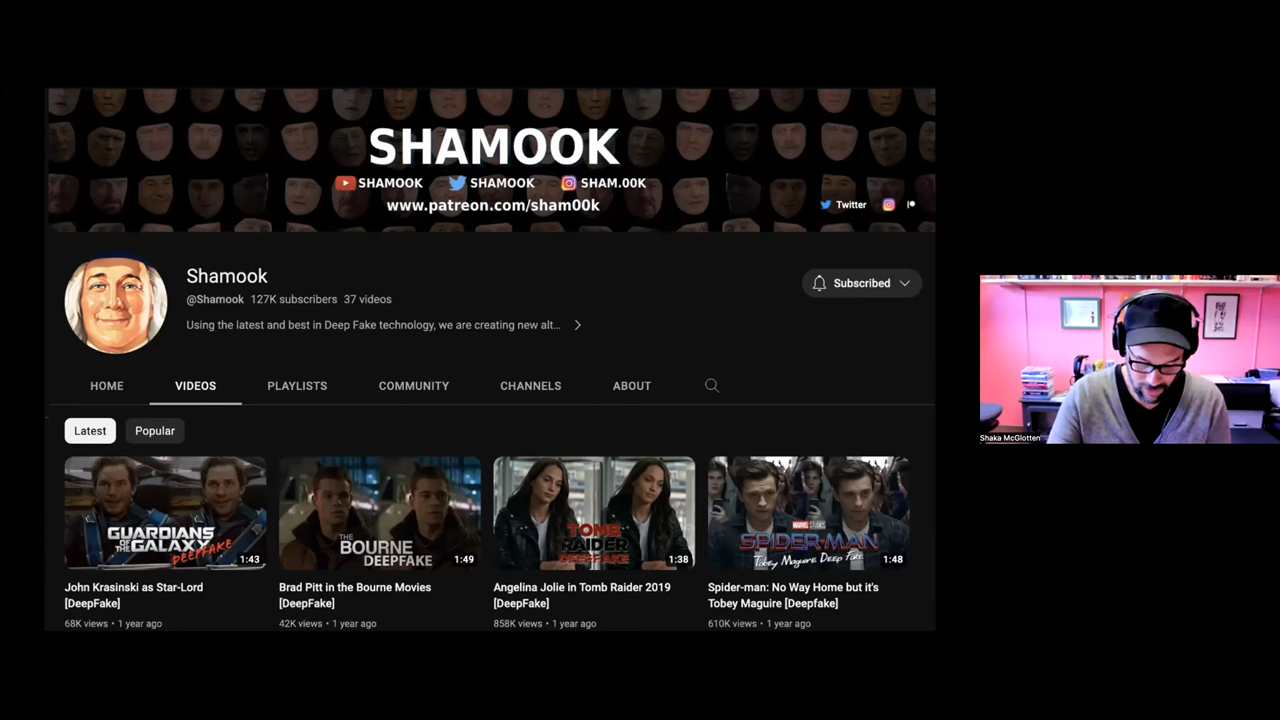 SHAMOOK
SHAMOOK SHAMOOK SHAM.00K
www.patreon.com/sham00k
Twitter
Shamook
@Shamook 127K subscribers 37 videos
Subscribed
Using the latest and best in Deep Fake technology, we are creating new alt...
HOME VIDEOS PLAYLISTS COMMUNITY CHANNELS ABOUT
Latest Popular
GUARDIANS
OF THE GALAXY
DEEPFAKE
1:43
THE
BOURNE
DEEPFAKE
1:49
TOMB
RAIDER
DEEPFAKE
1:38
MARVEL STUDIOS
SPIDER-MAN
Tobey Maguire Deep Fake
1:48
John Krasinski as Star-Lord
[DeepFake]
68K views • 1 year ago
Brad Pitt in the Bourne Movies
[DeepFake]
42K views • 1 year ago
Angelina Jolie in Tomb Raider 2019
[DeepFake]
858K views • 1 year ago
Spider-man: No Way Home but it's
Tobey Maguire [Deepfake]
610K views • 1 year ago
Shaka McGlotten